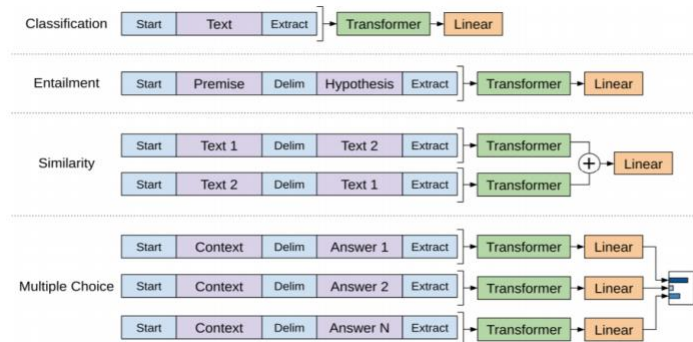 Classification Start Text Extract Transformer Linear
Entailment Start Premise Delim Hypothesis Extract Transformer Linear
Similarity
Start Text 1 Delim Text 2 Extract Transformer
+ Linear
Start Text 2 Delim Text 1 Extract Transformer
Start Context Delim Answer 1 Extract Transformer Linear
Multiple Choice Start Context Delim Answer 2 Extract Transformer Linear
Start Context Delim Answer N Extract Transformer Linear